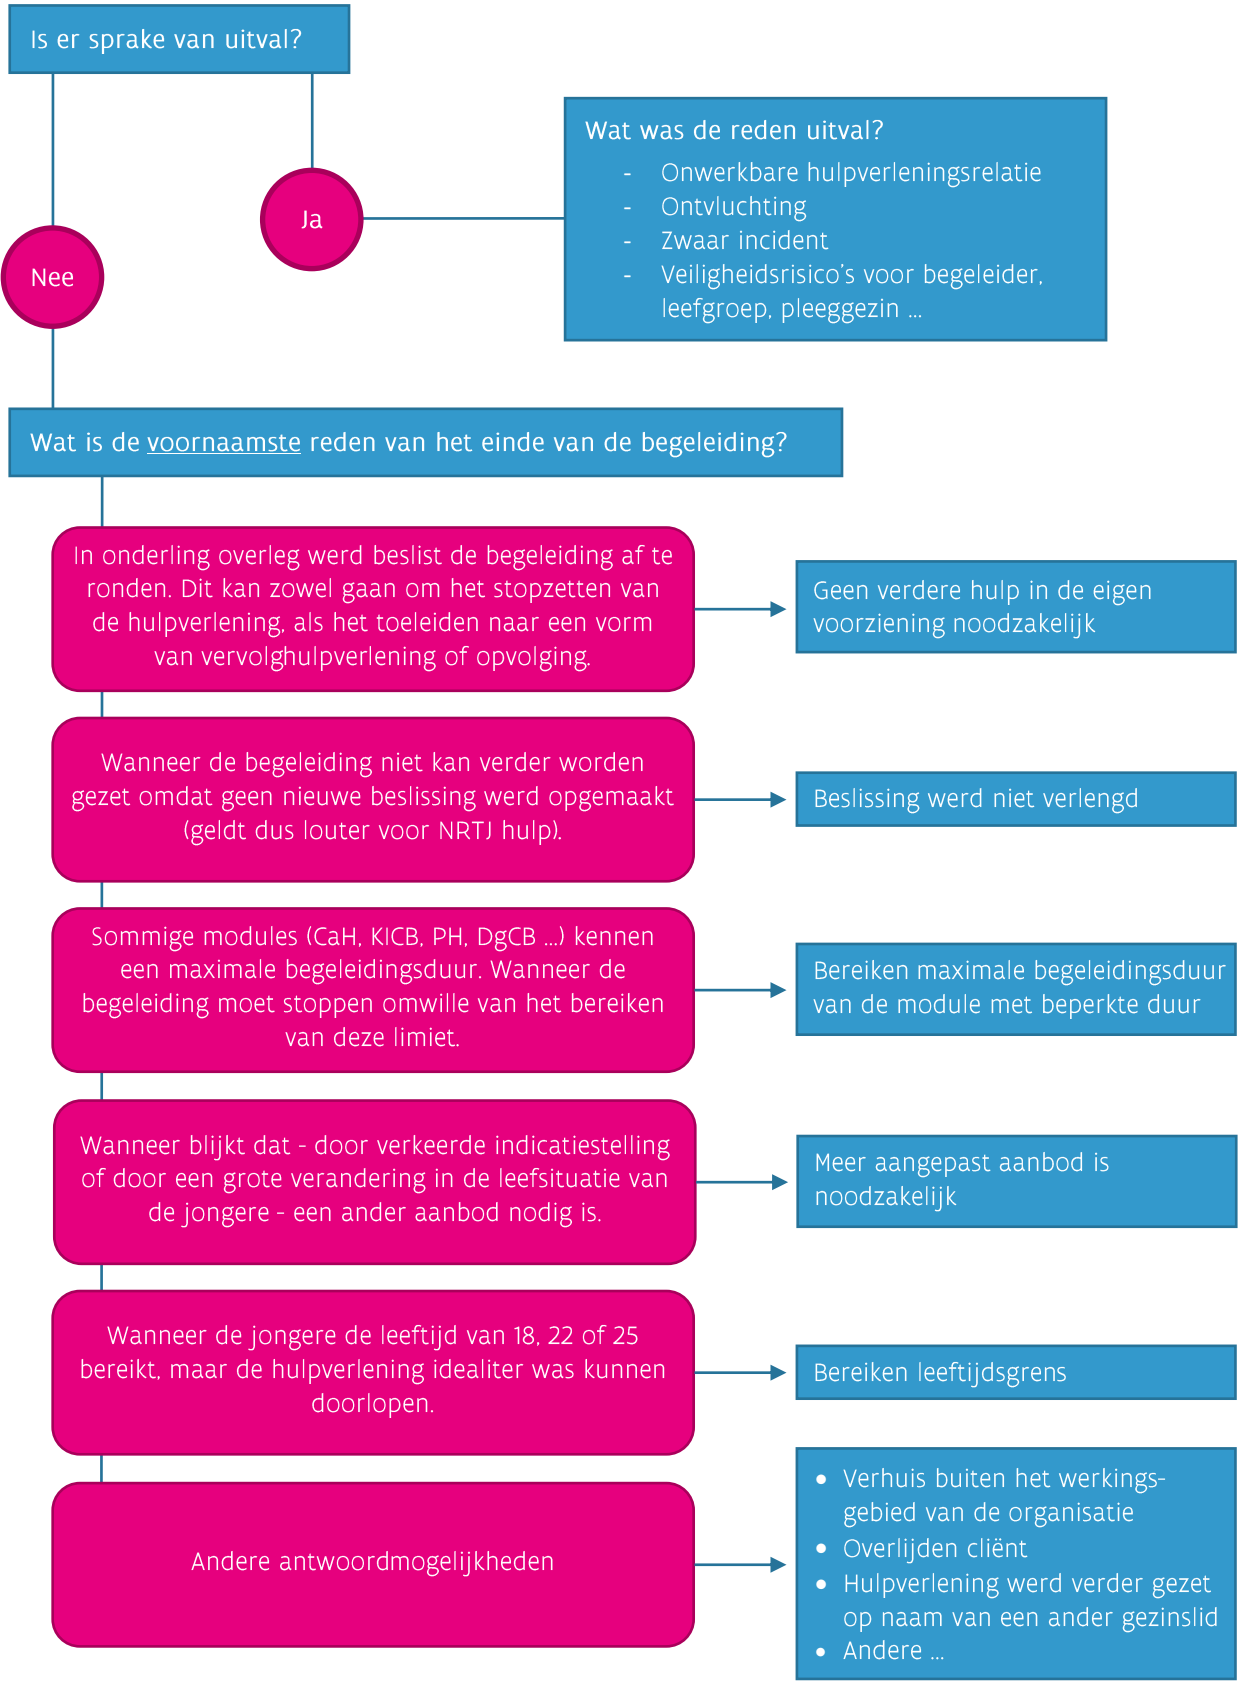 Is er sprake van uitval?
Ja
Nee
Wat was de reden uitval?
- Onwerkbare hulpverleningsrelatie
- Ontvluchting
- Zwaar incident
- Veiligheidsrisico's voor begeleider,
leefgroep, pleeggezin ...
Wat is de voornaamste reden van het einde van de begeleiding?
In onderling overleg werd beslist de begeleiding af te
ronden. Dit kan zowel gaan om het stopzetten van
de hulpverlening, als het toeleiden naar een vorm
van vervolghulpverlening of opvolging.
Geen verdere hulp in de eigen
voorziening noodzakelijk
Wanneer de begeleiding niet kan verder worden
gezet omdat geen nieuwe beslissing werd opgemaakt
(geldt dus louter voor NRTJ hulp).
Beslissing werd niet verlengd
Sommige modules (CaH, KICB, PH, DgCB ...) kennen
een maximale begeleidingsduur. Wanneer de
begeleiding moet stoppen omwille van het bereiken
van deze limiet.
Bereiken maximale begeleidingsduur
van de module met beperkte duur
Wanneer blijkt dat - door verkeerde indicatiestelling
of door een grote verandering in de leefsituatie van
de jongere - een ander aanbod nodig is.
Meer aangepast aanbod is
noodzakelijk
Wanneer de jongere de leeftijd van 18, 22 of 25
bereikt, maar de hulpverlening idealiter was kunnen
doorlopen.
Bereiken leeftijdsgrens
Andere antwoordmogelijkheden
• Verhuis buiten het werkings-
gebied van de organisatie
• Overlijden cliënt
• Hulpverlening werd verder gezet
op naam van een ander gezinslid
• Andere ...